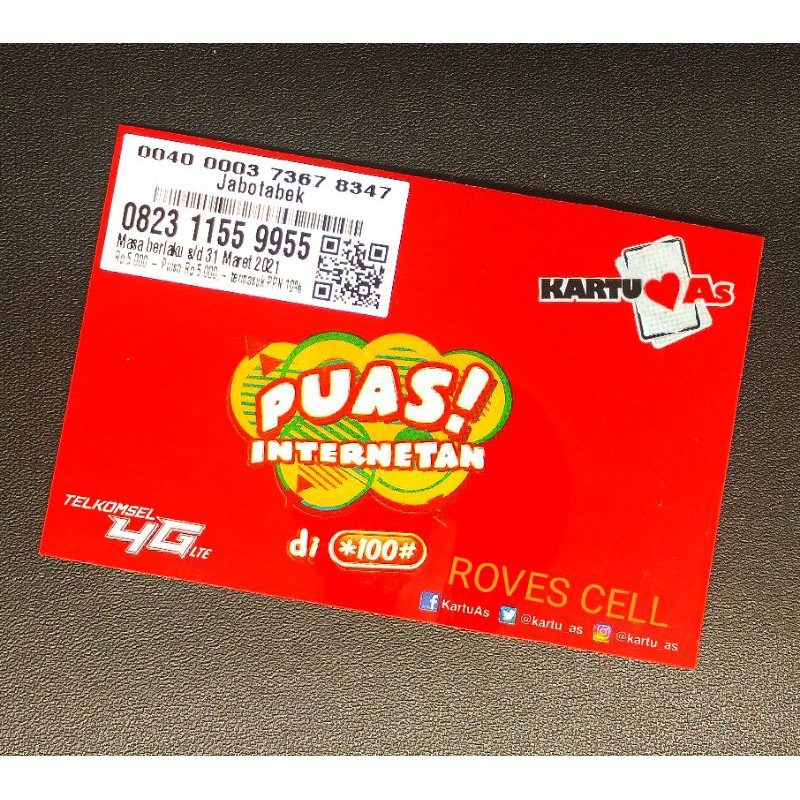 0040 0003 7367 8347
Jabotabek
0823 1155 9955
Masa berlaku s/d 31 Maret 2021
Rp 5.000,- Pulsa Rp 5.000,- termasuk PPN 10%
KARTU As
PUAS!
INTERNETAN
di *100#
TELKOMSEL
4G LTE
ROVES CELL
KartuAs @kartu_as @kartu_as